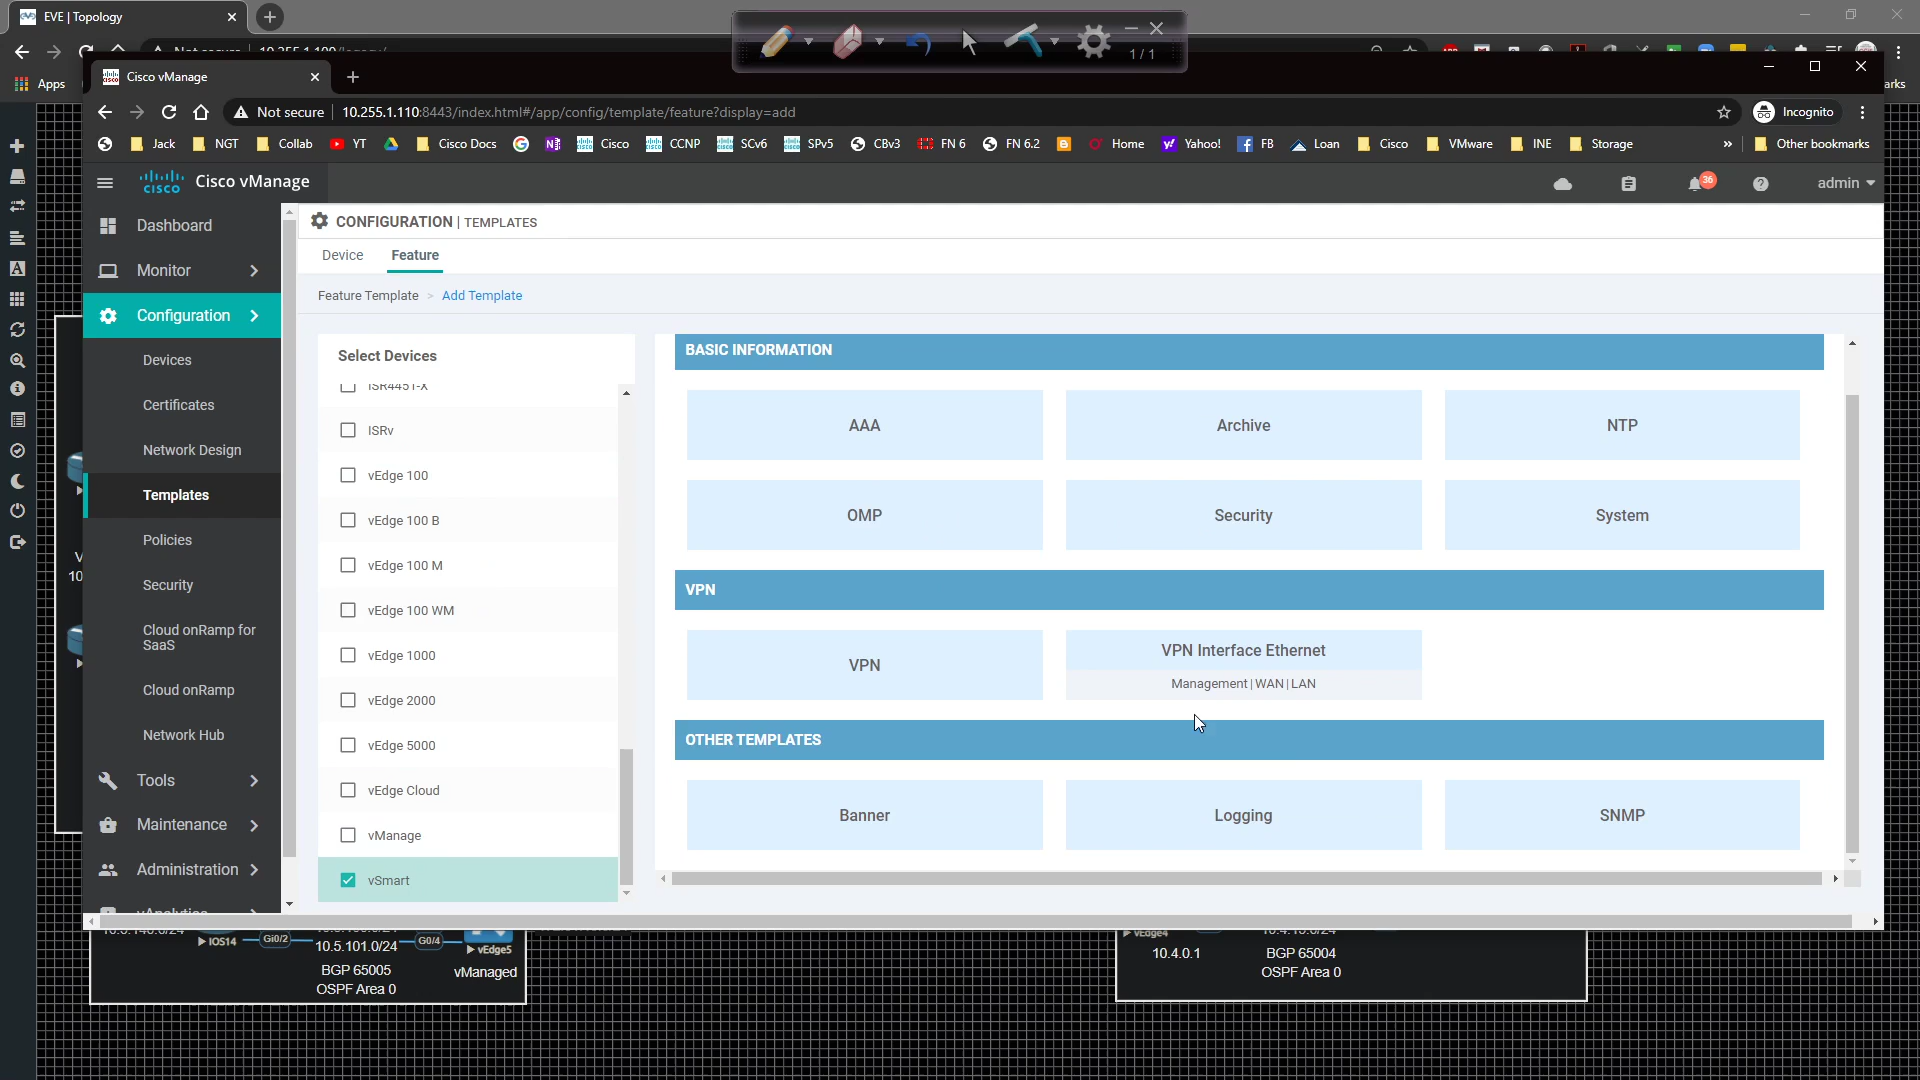 EVE | Topology
1 / 1
Apps
Cisco vManage
Not secure
10.255.1.110:8443/index.html#/app/config/template/feature?display=add
Incognito
Jack
NGT
Collab
YT
Cisco Docs
Cisco
CCNP
SCv6
SPv5
CBv3
FN 6
FN 6.2
Home
Yahoo!
FB
Loan
Cisco
VMware
INE
Storage
»
Other bookmarks
CISCO
Cisco vManage
36
admin
Dashboard
Monitor
Configuration
Devices
Certificates
Network Design
Templates
Policies
Security
Cloud onRamp for
SaaS
Cloud onRamp
Network Hub
Tools
Maintenance
Administration
CONFIGURATION | TEMPLATES
Device
Feature
Feature Template > Add Template
Select Devices
ISR4451-X
ISRv
vEdge 100
vEdge 100 B
vEdge 100 M
vEdge 100 WM
vEdge 1000
vEdge 2000
vEdge 5000
vEdge Cloud
vManage
vSmart
BASIC INFORMATION
AAA
Archive
NTP
OMP
Security
System
VPN
VPN
VPN Interface Ethernet
Management | WAN | LAN
OTHER TEMPLATES
Banner
Logging
SNMP
IOS14
Gi0/2
10.5.101.0/24
G0/4
vEdge5
BGP 65005
vManaged
OSPF Area 0
vEdge4
10.4.0.1
BGP 65004
OSPF Area 0